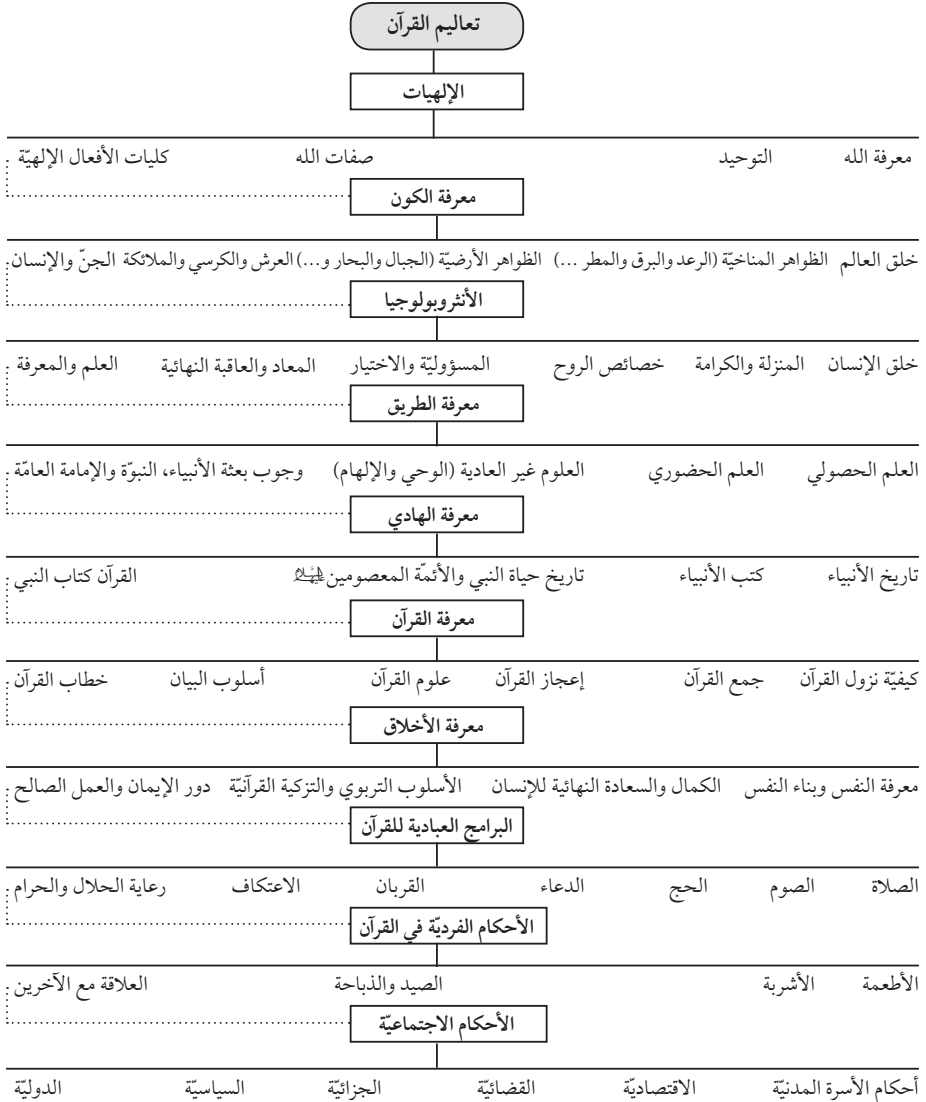 تعاليم القرآن
الإلهيات
معرفة الله التوحيد صفات الله كليات الأفعال الإلهيّة
معرفة الكون
خلق العالم الظواهر المناخيّة (الرعد والبرق والمطر ...) الظواهر الأرضيّة (الجبال والبحار و...) العرش والكرسي والملائكة الجنّ والإنسان
الأنثروبولوجيا
خلق الإنسان المنزلة والكرامة خصائص الروح المسؤوليّة والاختيار المعاد والعاقبة النهائية العلم والمعرفة
معرفة الطريق
العلم الحصولي العلم الحضوري العلوم غير العادية (الوحي والإلهام) وجوب بعثة الأنبياء، النبوّة والإمامة العامّة
معرفة الهادي
تاريخ الأنبياء كتب الأنبياء تاريخ حياة النبي والأئمّة المعصومين القرآن كتاب النبي
معرفة القرآن
كيفيّة نزول القرآن جمع القرآن إعجاز القرآن علوم القرآن أسلوب البيان خطاب القرآن
معرفة الأخلاق
معرفة النفس وبناء النفس الكمال والسعادة النهائية للإنسان الأسلوب التربوي والتزكية القرآنيّة دور الإيمان والعمل الصالح
البرامج العبادية للقرآن
الصلاة الصوم الحج الدعاء القربان الاعتكاف رعاية الحلال والحرام
الأحكام الفرديّة في القرآن
الأطعمة الأشربة الصيد والذباحة العلاقة مع الآخرين
الأحكام الاجتماعيّة
أحكام الأسرة المدنيّة الاقتصاديّة القضائيّة الجزائيّة السياسيّة الدوليّة